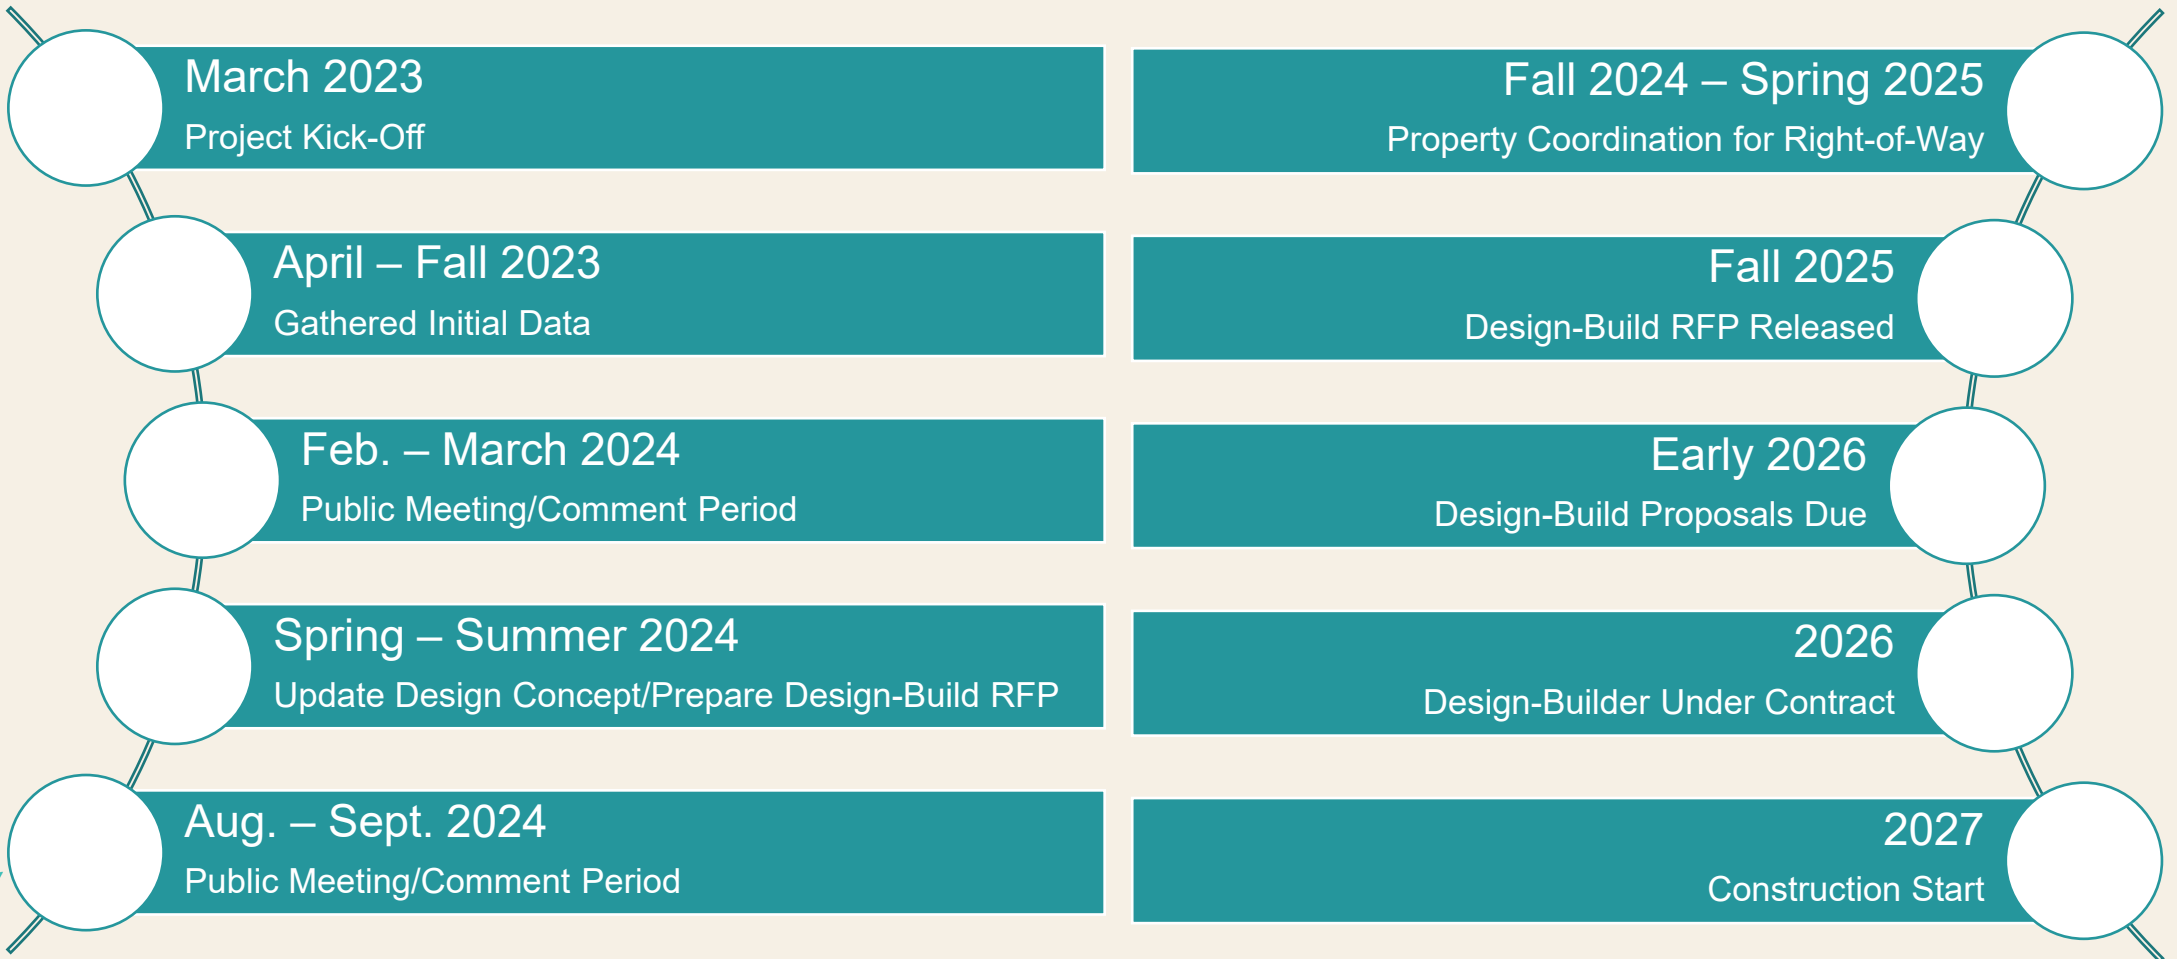 March 2023
Project Kick-Off
April – Fall 2023
Gathered Initial Data
Feb. – March 2024
Public Meeting/Comment Period
Spring – Summer 2024
Update Design Concept/Prepare Design-Build RFP
Aug. – Sept. 2024
Public Meeting/Comment Period
Fall 2024 – Spring 2025
Property Coordination for Right-of-Way
Fall 2025
Design-Build RFP Released
Early 2026
Design-Build Proposals Due
2026
Design-Builder Under Contract
2027
Construction Start